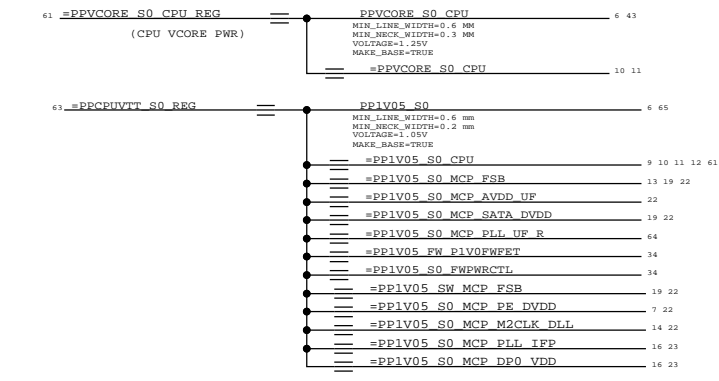 61 =PPVCORE_S0_CPU_REG PPVCORE_S0_CPU 6 43
(CPU VCORE PWR)
MIN_LINE_WIDTH=0.6 MM
MIN_NECK_WIDTH=0.3 MM
VOLTAGE=1.25V
MAKE_BASE=TRUE
=PPVCORE_S0_CPU 10 11
63 =PPCPUVTT_S0_REG PP1V05_S0 6 65
MIN_LINE_WIDTH=0.6 mm
MIN_NECK_WIDTH=0.2 mm
VOLTAGE=1.05V
MAKE_BASE=TRUE
=PP1V05_S0_CPU 9 10 11 12 61
=PP1V05_S0_MCP_FSB 13 19 22
=PP1V05_S0_MCP_AVDD_UF 22
=PP1V05_S0_MCP_SATA_DVDD 19 22
=PP1V05_S0_MCP_PLL_UF_R 64
=PP1V05_FW_P1V0FWFET 34
=PP1V05_S0_FWPWRCTL 34
=PP1V05_SW_MCP_FSB 19 22
=PP1V05_S0_MCP_PE_DVDD 7 22
=PP1V05_S0_MCP_M2CLK_DLL 14 22
=PP1V05_S0_MCP_PLL_IFP 16 23
=PP1V05_S0_MCP_DP0_VDD 16 23